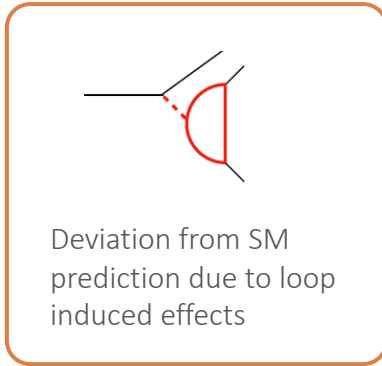 Deviation from SM
prediction due to loop
induced effects